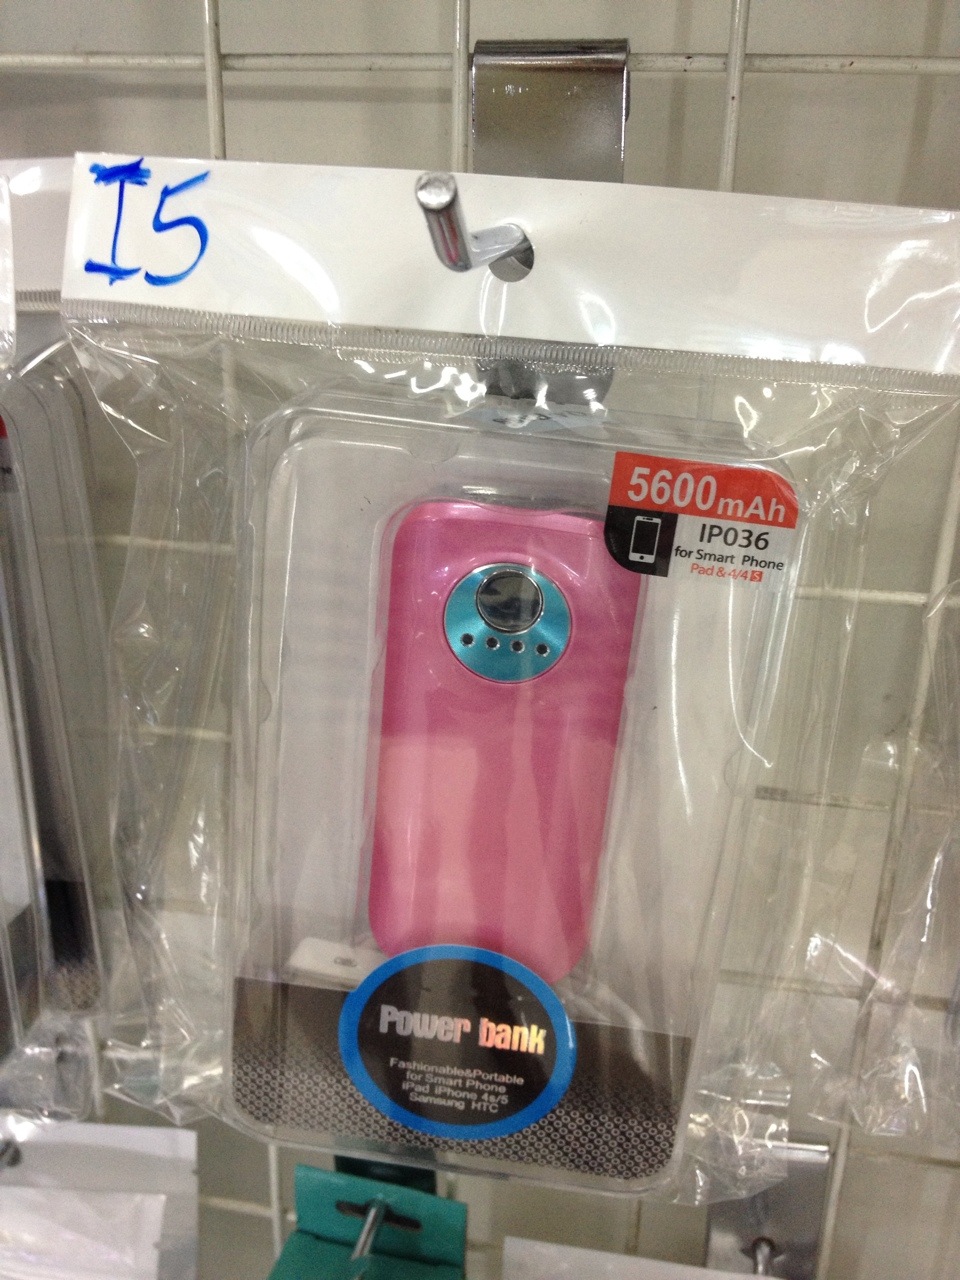 I5
5600mAh
IP036
for Smart Phone
Pad & 4/4S
Power bank
Fashionable&Portable
for Smart Phone
iPad iPhone 4s/5
Samsung HTC